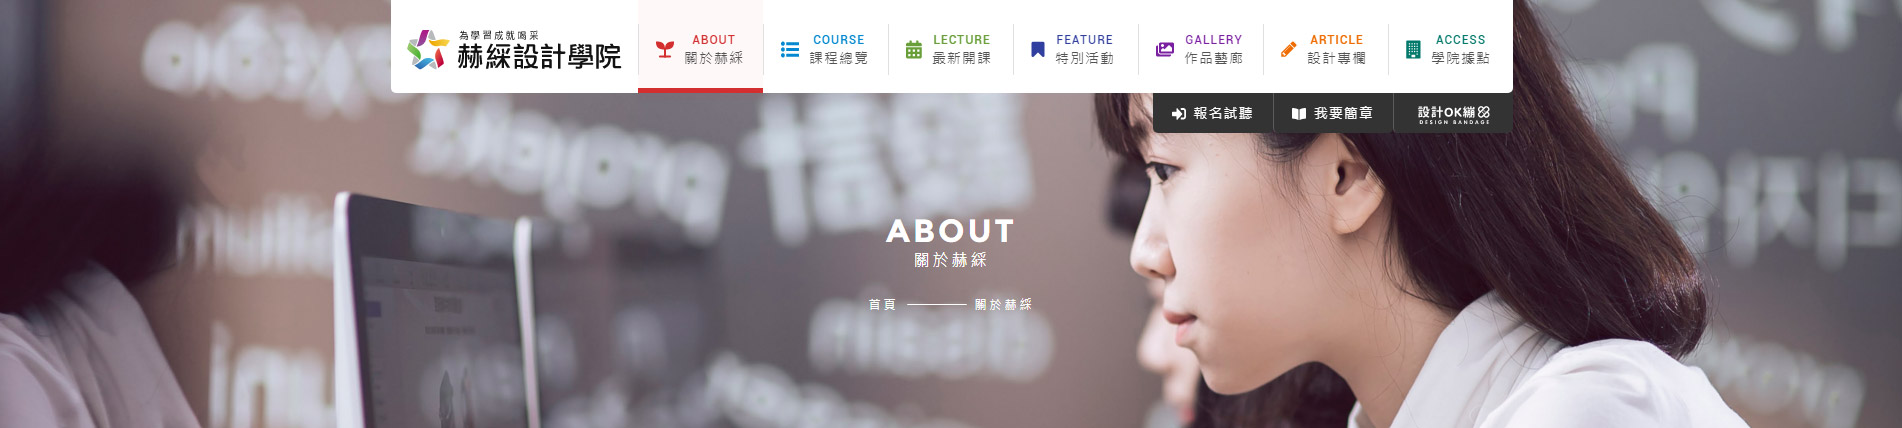 為學習成就喝采
赫綵設計學院
ABOUT
關於赫綵
COURSE
課程總覽
LECTURE
最新開課
FEATURE
特別活動
GALLERY
作品藝廊
ARTICLE
設計專欄
ACCESS
學院據點
報名試聽
我要簡章
設計OK繃
DESIGN BANDAGE
ABOUT
關於赫綵
首頁 關於赫綵